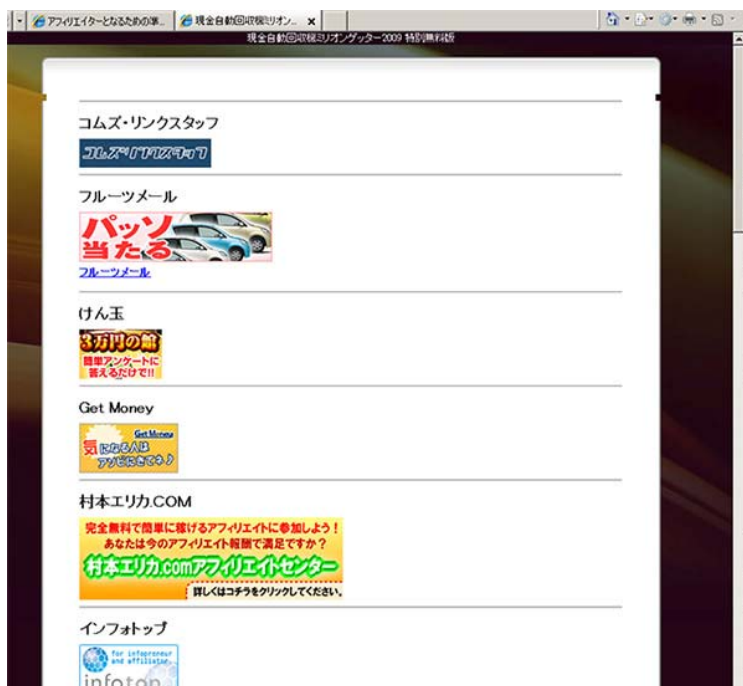 アフィリエイターとなるための準...
現金自動回収機ミリオン...
現金自動回収機ミリオンゲッター2009 特別無料版
コムズ・リンクスタッフ
コムズリンクスタッフ
フルーツメール
パッソ
当たる
フルーツメール
けん玉
3万円の館
簡単アンケートに
答えるだけで!!
Get Money
Get Money
気になる人は
アソビにきてネ♪
村本エリカ.COM
完全無料で簡単に稼げるアフィリエイトに参加しよう！
あなたは今のアフィリエイト報酬で満足ですか？
村本エリカ.comアフィリエイトセンター
詳しくはコチラをクリックしてください。
インフォトップ
for infopreneur
and affiliator
infotop